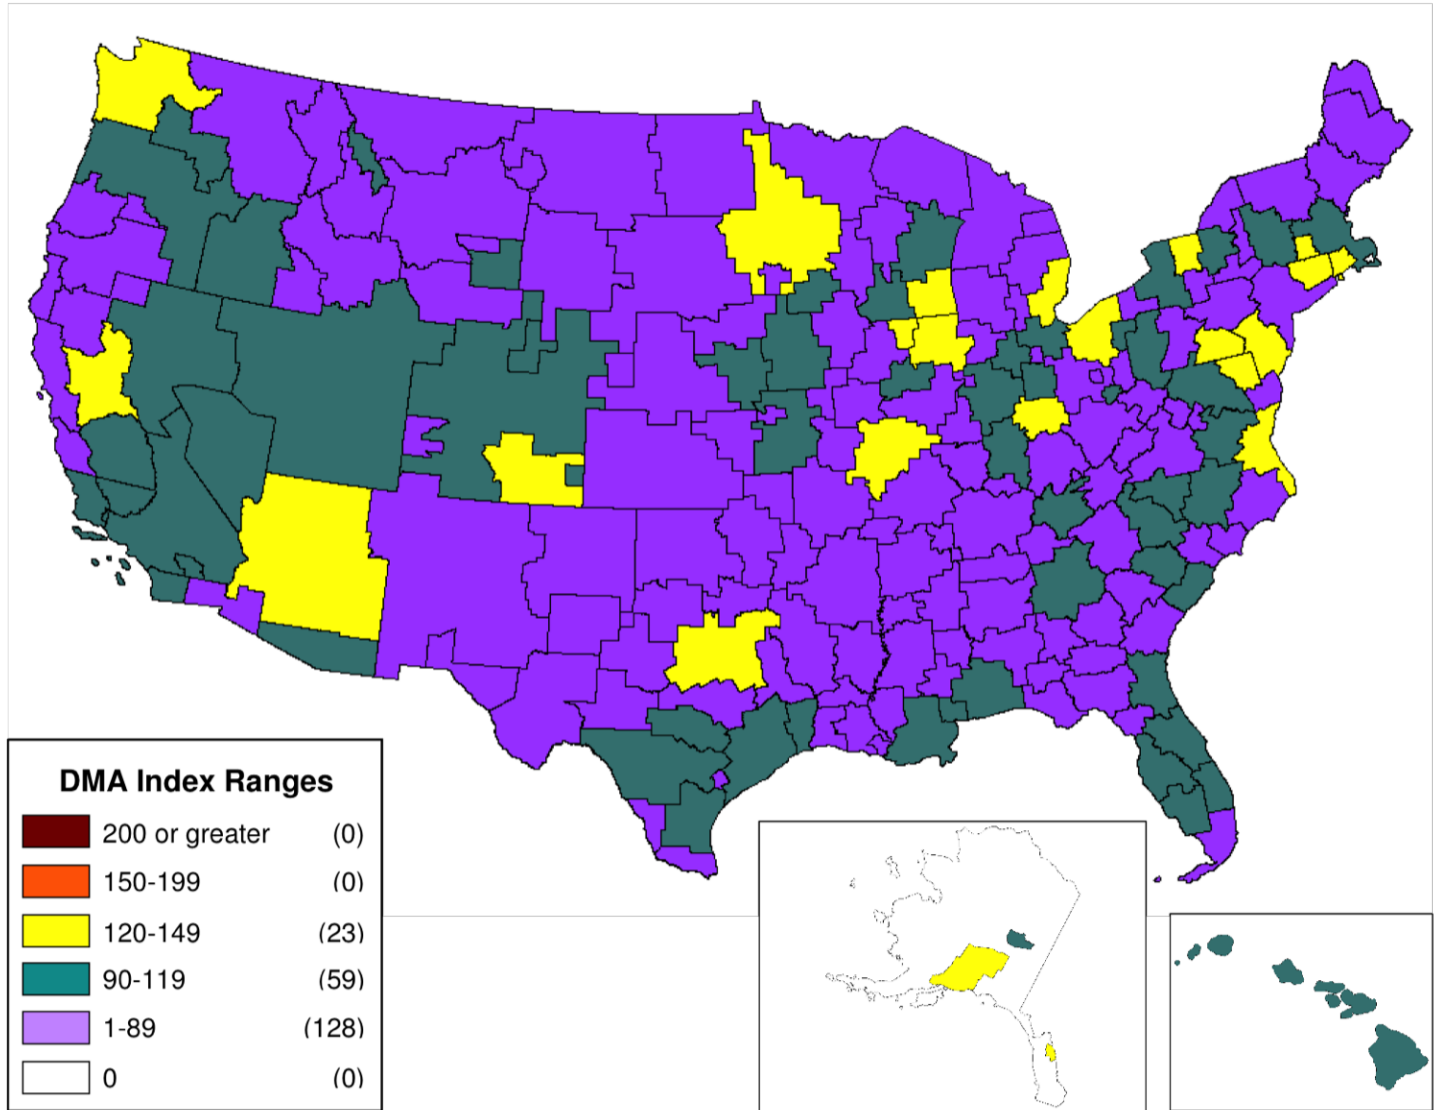 DMA Index Ranges
200 or greater (0)
150-199 (0)
120-149 (23)
90-119 (59)
1-89 (128)
0 (0)